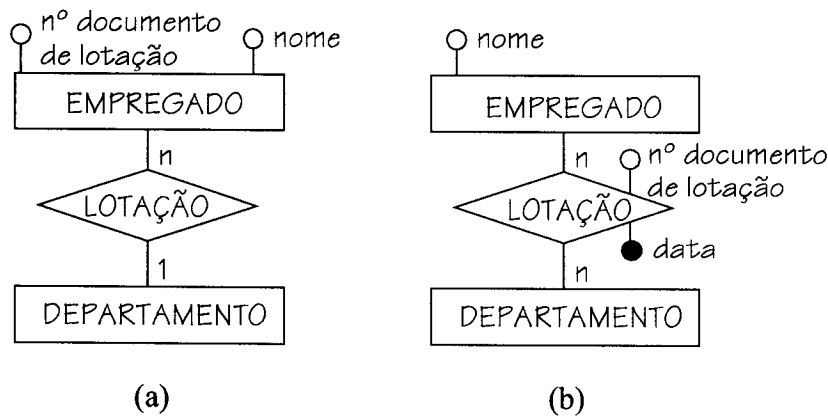 nº documento
de lotação
nome
EMPREGADO
n
LOTAÇÃO
1
DEPARTAMENTO
(a)
nome
EMPREGADO
n
nº documento
de lotação
LOTAÇÃO
data
n
DEPARTAMENTO
(b)